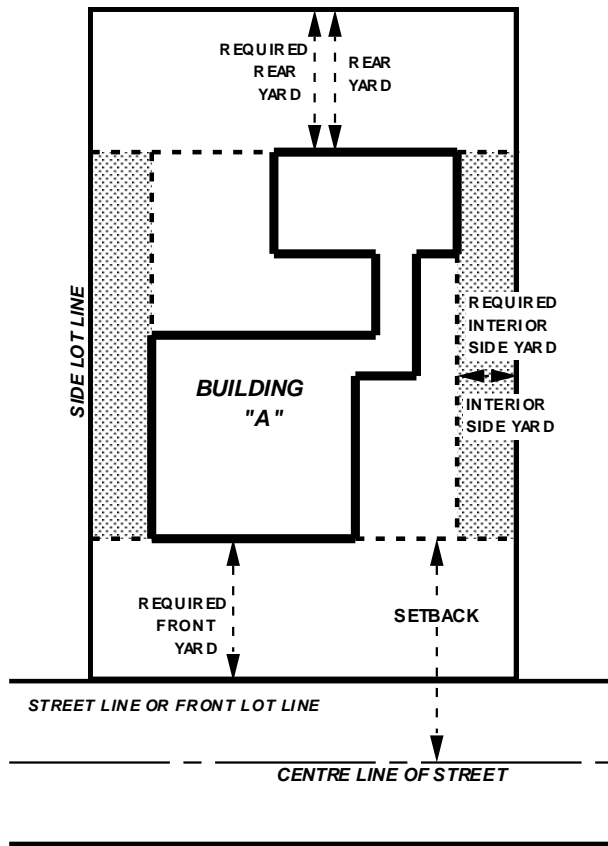 REQUIRED
REAR
YARD
REAR
YARD
SIDE LOT LINE
REQUIRED
INTERIOR
SIDE YARD
BUILDING
"A"
INTERIOR
SIDE YARD
REQUIRED
FRONT
YARD
SETBACK
STREET LINE OR FRONT LOT LINE
CENTRE LINE OF STREET